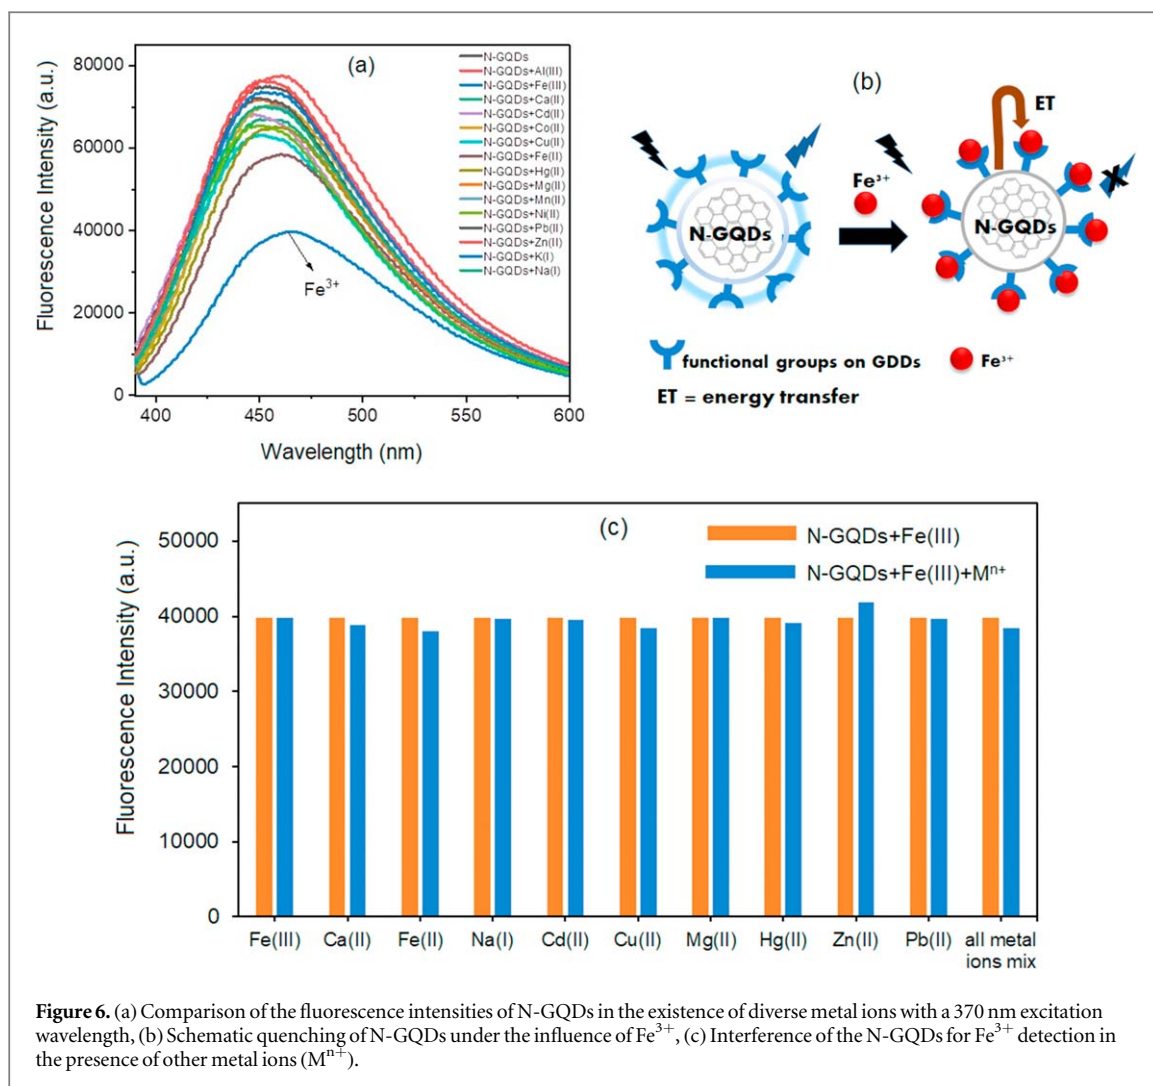 (a)
Fluorescence Intensity (a.u.)
80000
60000
40000
20000
0
400
450
500
550
600
Wavelength (nm)
N-GQDs
N-GQDs+Al(III)
N-GQDs+Fe(III)
N-GQDs+Ca(II)
N-GQDs+Cd(II)
N-GQDs+Co(II)
N-GQDs+Cu(II)
N-GQDs+Fe(II)
N-GQDs+Hg(II)
N-GQDs+Mg(II)
N-GQDs+Mn(II)
N-GQDs+Ni(II)
N-GQDs+Pb(II)
N-GQDs+Zn(II)
N-GQDs+K(I)
N-GQDs+Na(I)
Fe³⁺
(b)
ET
Fe³⁺
N-GQDs
N-GQDs
X
functional groups on GDDs
Fe³⁺
ET = energy transfer
(c)
N-GQDs+Fe(III)
N-GQDs+Fe(III)+Mⁿ⁺
Fluorescence Intensity (a.u.)
50000
40000
30000
20000
10000
0
Fe(III)
Ca(II)
Fe(II)
Na(I)
Cd(II)
Cu(II)
Mg(II)
Hg(II)
Zn(II)
Pb(II)
all metal
ions mix
Figure 6. (a) Comparison of the fluorescence intensities of N-GQDs in the existence of diverse metal ions with a 370 nm excitation
wavelength, (b) Schematic quenching of N-GQDs under the influence of Fe³⁺, (c) Interference of the N-GQDs for Fe³⁺ detection in
the presence of other metal ions (Mⁿ⁺).